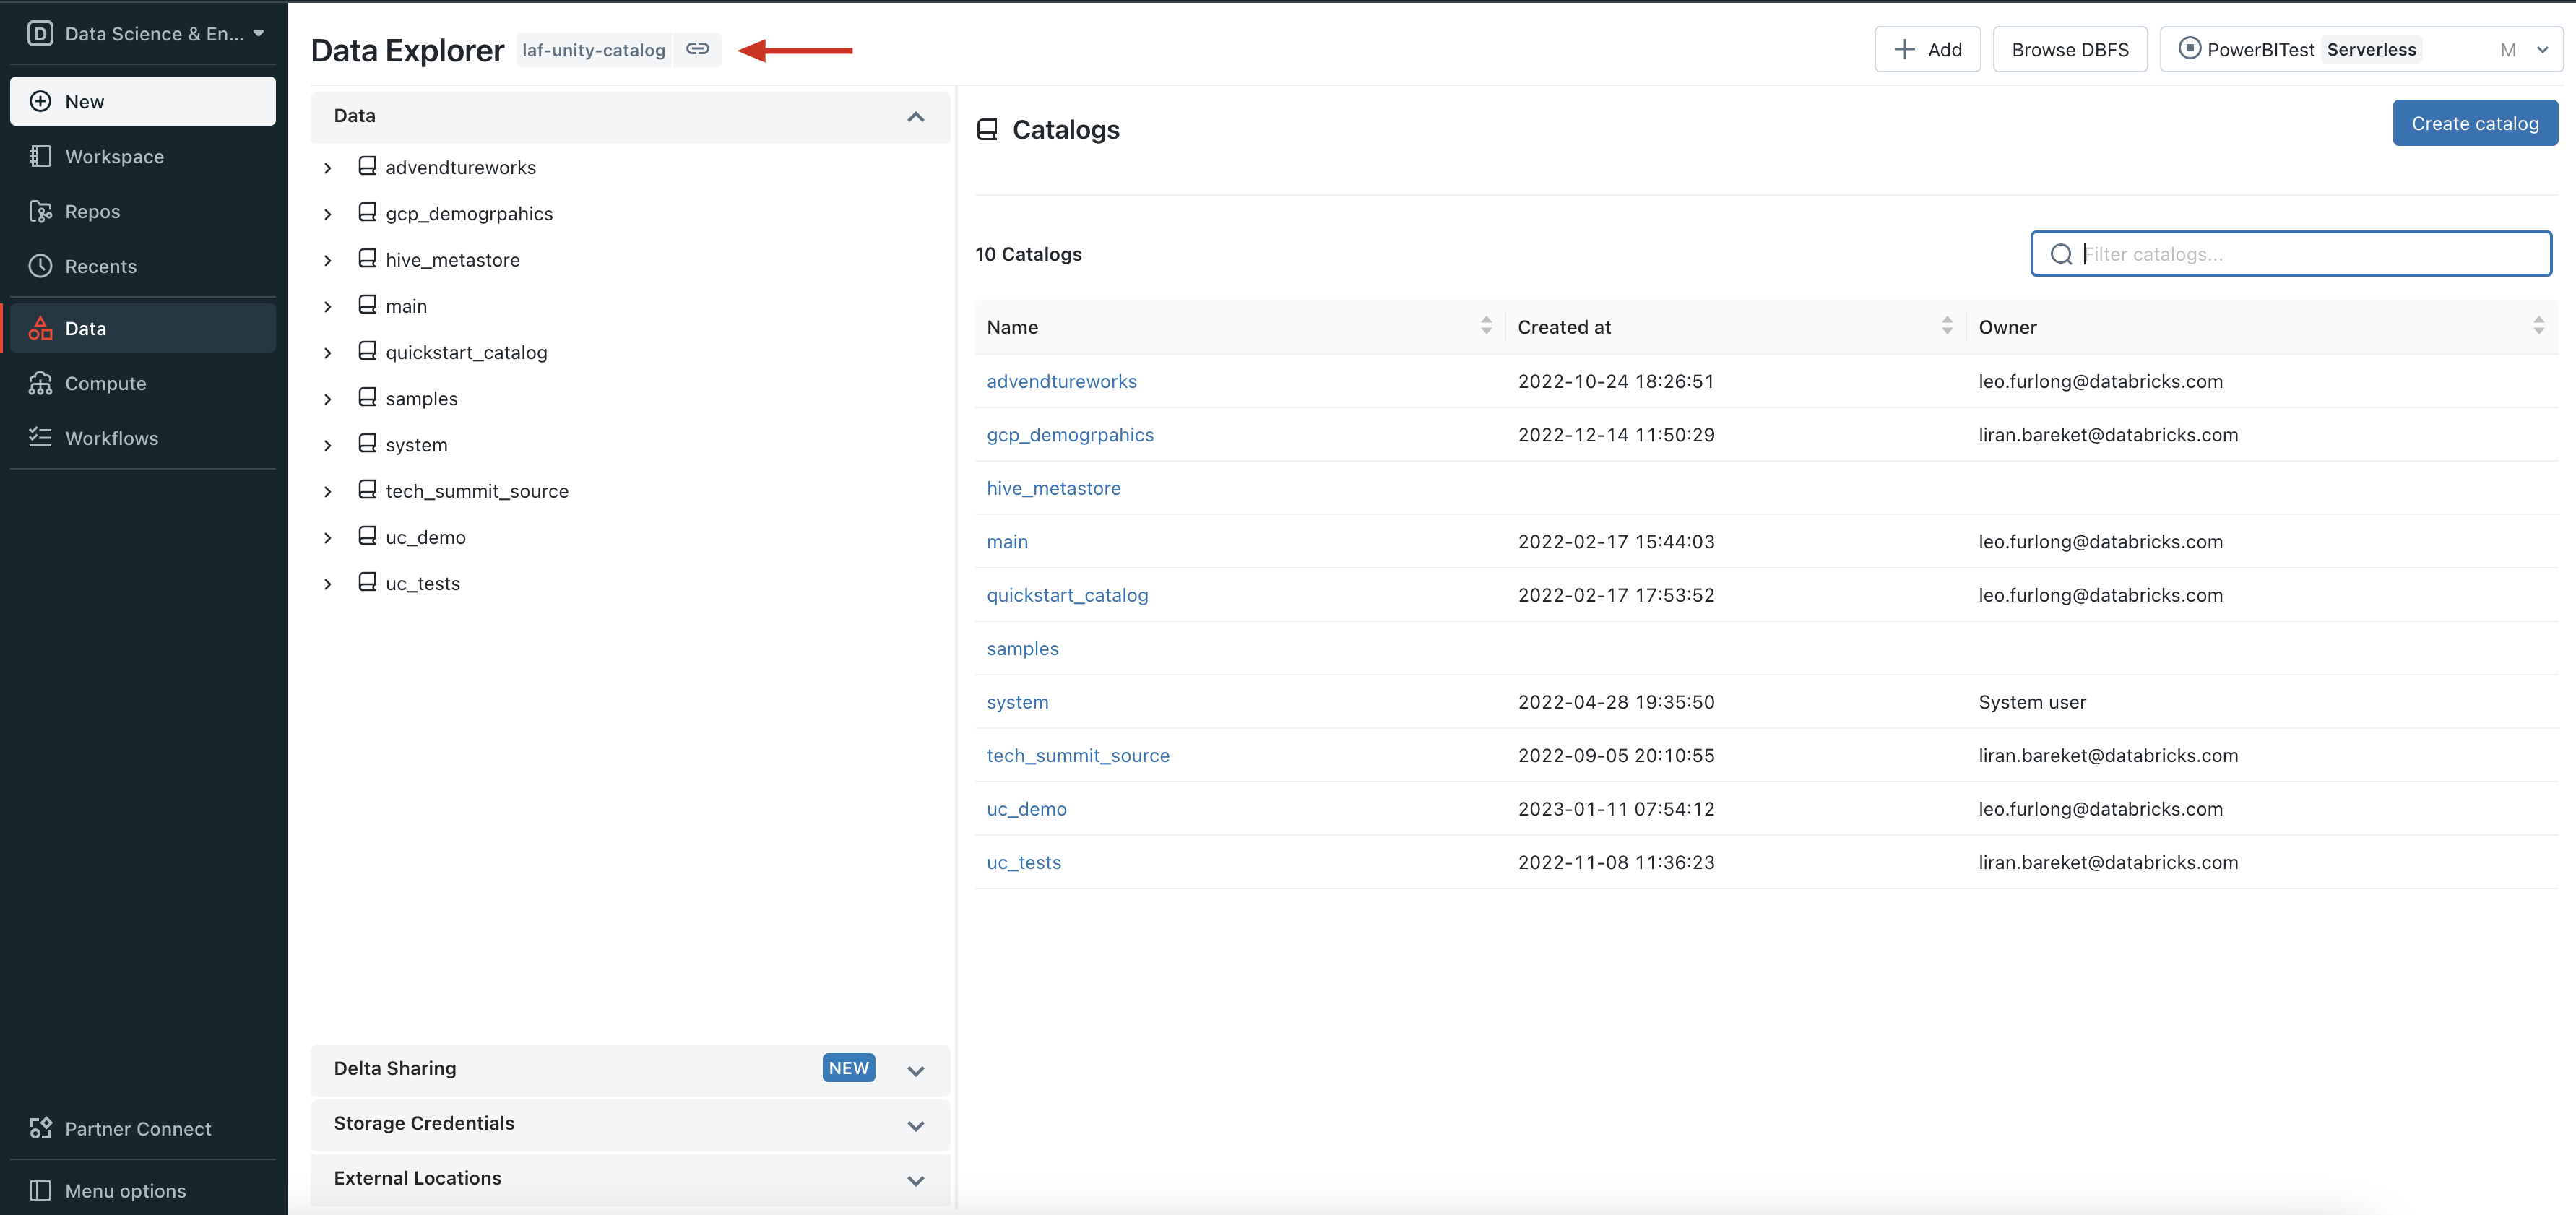 Data Science & En...
New
Workspace
Repos
Recents
Data
Compute
Workflows
Partner Connect
Menu options
Data Explorer laf-unity-catalog
Add Browse DBFS PowerBITest Serverless M
Data
advendtureworks
gcp_demogrpahics
hive_metastore
main
quickstart_catalog
samples
system
tech_summit_source
uc_demo
uc_tests
Delta Sharing NEW
Storage Credentials
External Locations
Catalogs
Create catalog
10 Catalogs
Filter catalogs...
Name Created at Owner
advendtureworks 2022-10-24 18:26:51 leo.furlong@databricks.com
gcp_demogrpahics 2022-12-14 11:50:29 liran.bareket@databricks.com
hive_metastore
main 2022-02-17 15:44:03 leo.furlong@databricks.com
quickstart_catalog 2022-02-17 17:53:52 leo.furlong@databricks.com
samples
system 2022-04-28 19:35:50 System user
tech_summit_source 2022-09-05 20:10:55 liran.bareket@databricks.com
uc_demo 2023-01-11 07:54:12 leo.furlong@databricks.com
uc_tests 2022-11-08 11:36:23 liran.bareket@databricks.com